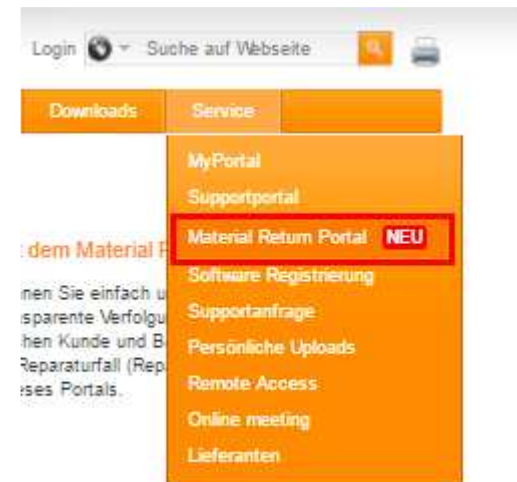 Login Suche auf Webseite
Downloads Service
MyPortal
Supportportal
Material Return Portal NEU
Software Registrierung
Supportanfrage
Persönliche Uploads
Remote Access
Online meeting
Lieferanten
dem Material
nen Sie einfach
sparente Verfolgu
hen Kunde und B
Reparaturfall (Rep
eses Portals.